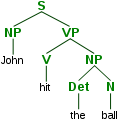 S
NP VP
John V NP
hit Det N
the ball